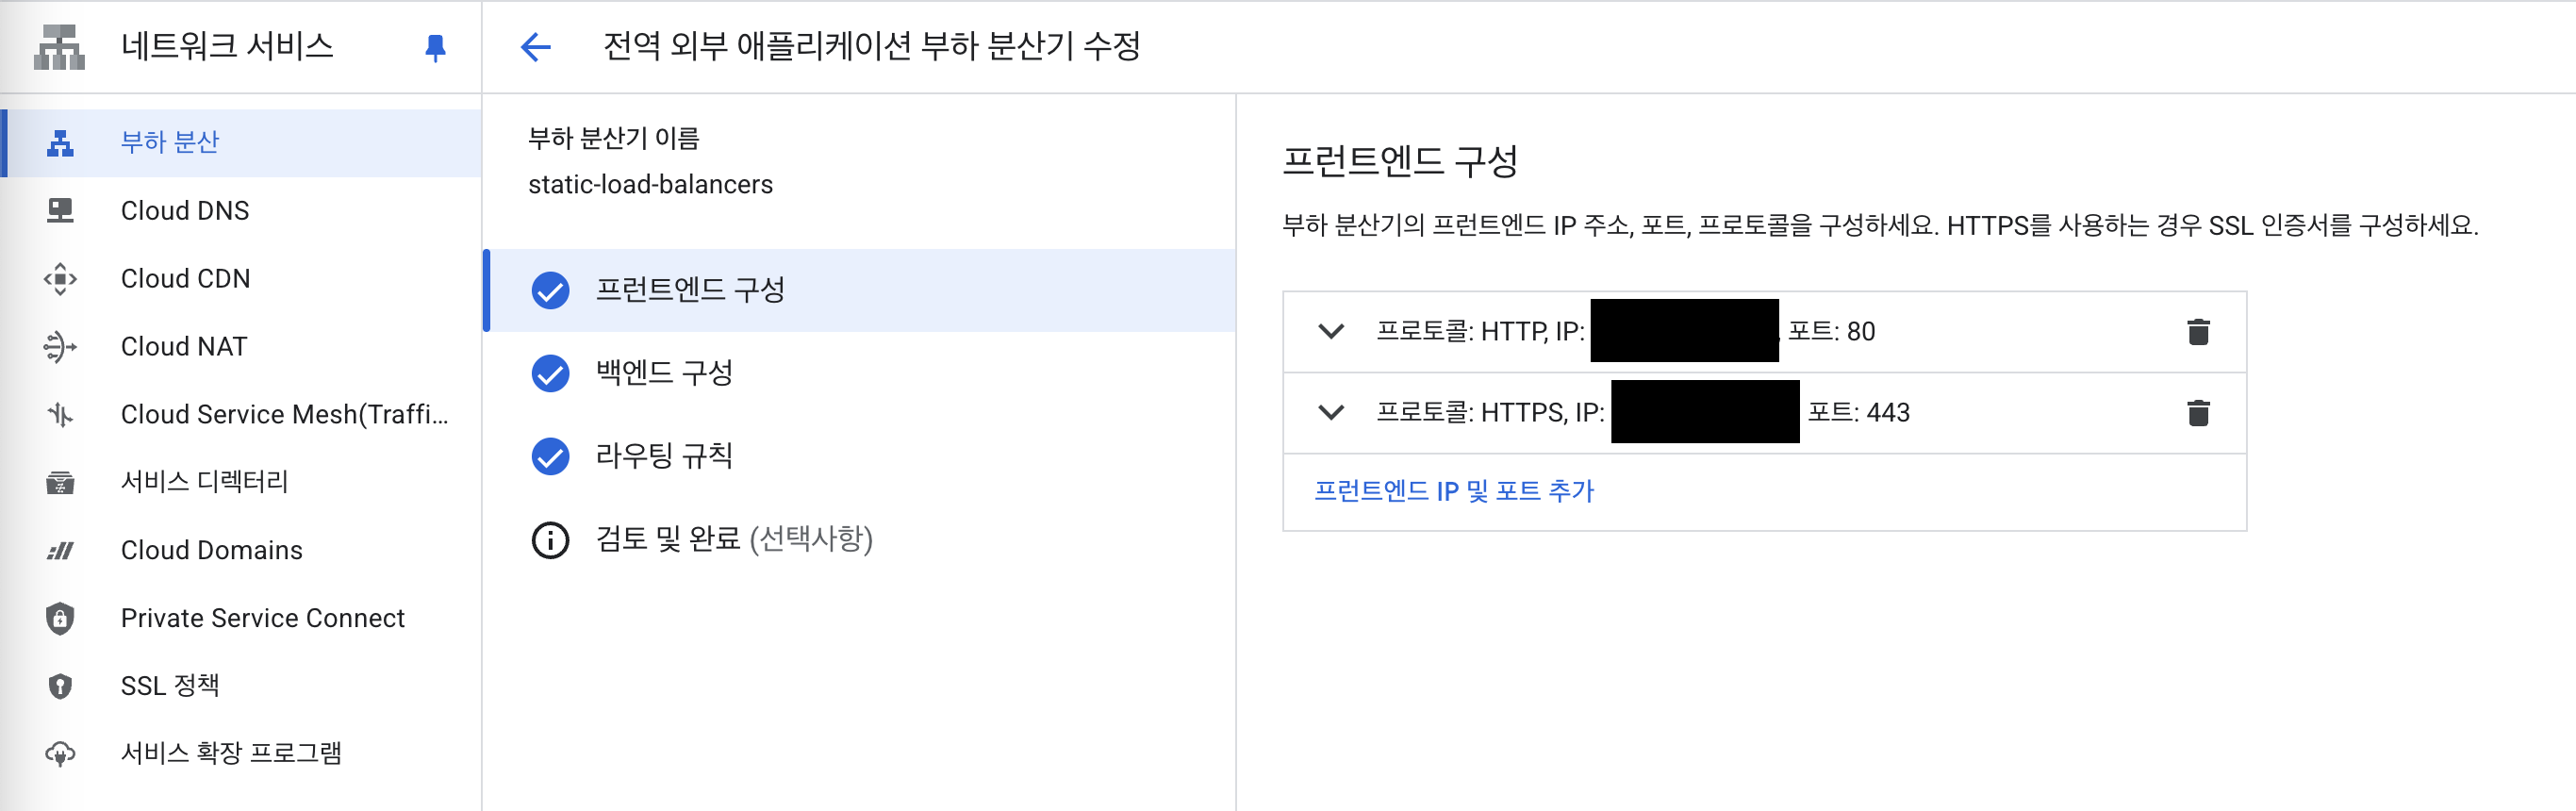 네트워크 서비스
전역 외부 애플리케이션 부하 분산기 수정
부하 분산
Cloud DNS
Cloud CDN
Cloud NAT
Cloud Service Mesh(Traffi...
서비스 디렉터리
Cloud Domains
Private Service Connect
SSL 정책
서비스 확장 프로그램
부하 분산기 이름
static-load-balancers
프런트엔드 구성
백엔드 구성
라우팅 규칙
검토 및 완료 (선택사항)
프런트엔드 구성
부하 분산기의 프런트엔드 IP 주소, 포트, 프로토콜을 구성하세요. HTTPS를 사용하는 경우 SSL 인증서를 구성하세요.
프로토콜: HTTP, IP: , 포트: 80
프로토콜: HTTPS, IP: 포트: 443
프런트엔드 IP 및 포트 추가